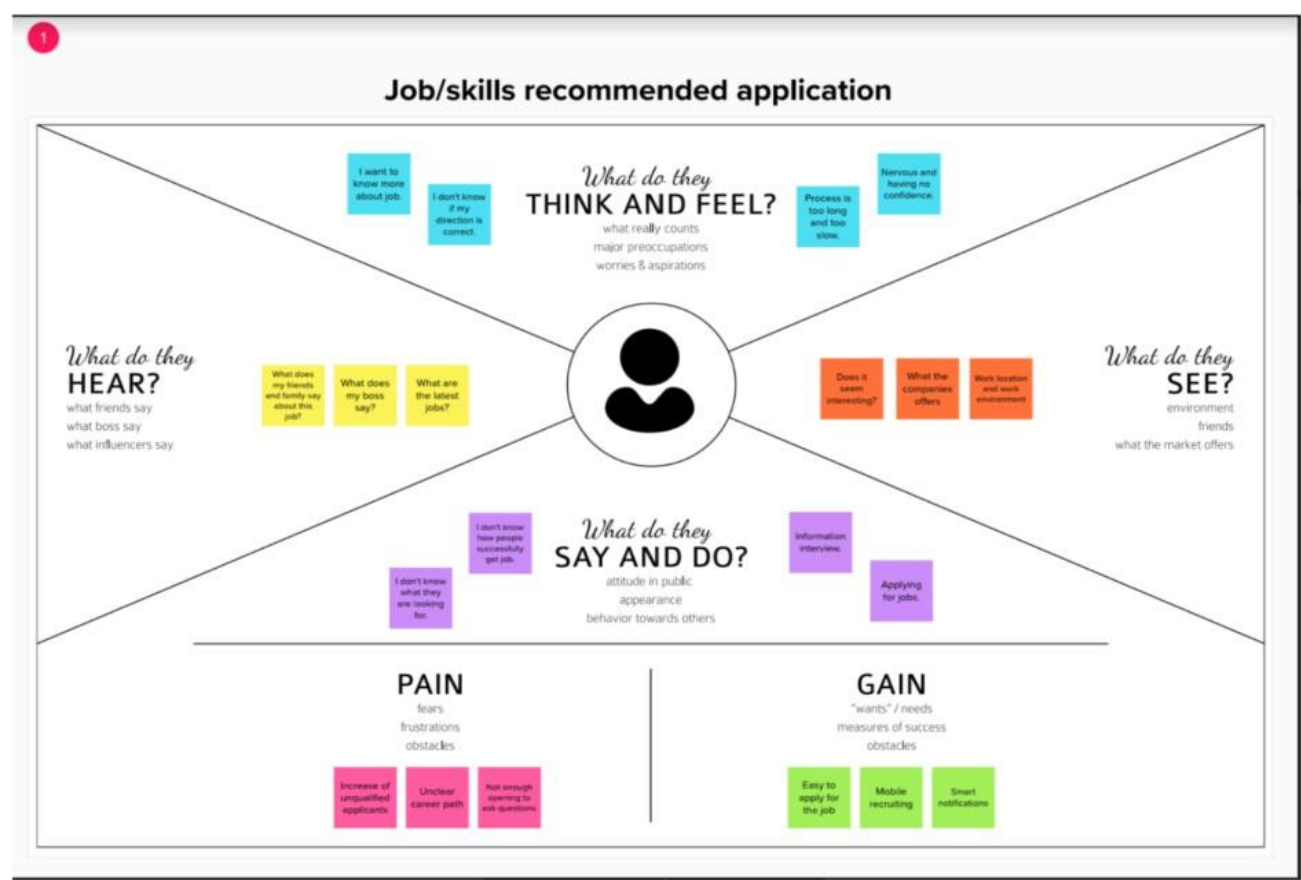 1
Job/skills recommended application
I want to
know more
about job.
I don't know
if my
direction is
correct.
What do they
THINK AND FEEL?
what really counts
major preoccupations
worries & aspirations
Process is
too long
and too
slow.
Nervous and
having no
confidence.
What do they
HEAR?
what friends say
what boss say
what influencers say
What does
my friends
and family say
about this
job?
What does
my boss
say?
What are
the latest
jobs?
Does it
seem
interesting?
What the
companies
offers
Work location
and work
environment
What do they
SEE?
environment
friends
what the market offers
I don't know
what they
are looking
for.
I don't know
how people
successfully
get job.
What do they
SAY AND DO?
attitude in public
appearance
behavior towards others
Information
interview.
Applying
for jobs.
PAIN
fears
frustrations
obstacles
Increase of
unqualified
applicants
Unclear
career path
Not enough
opening to
ask questions
GAIN
"wants" / needs
measures of success
obstacles
Easy to
apply for
the job
Mobile
recruiting
Smart
notifications